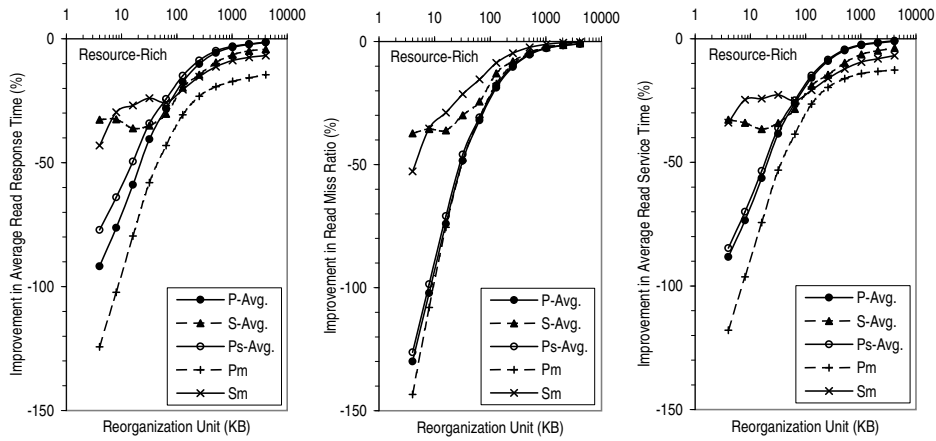 1 10 100 1000 10000
0
-50
-100
-150
Improvement in Average Read Response Time (%)
Resource-Rich
P-Avg.
S-Avg.
Ps-Avg.
Pm
Sm
Reorganization Unit (KB)
1 10 100 1000 10000
0
-50
-100
-150
Improvement in Read Miss Ratio (%)
Resource-Rich
P-Avg.
S-Avg.
Ps-Avg.
Pm
Sm
Reorganization Unit (KB)
1 10 100 1000 10000
0
-50
-100
-150
Improvement in Average Read Service Time (%)
Resource-Rich
P-Avg.
S-Avg.
Ps-Avg.
Pm
Sm
Reorganization Unit (KB)